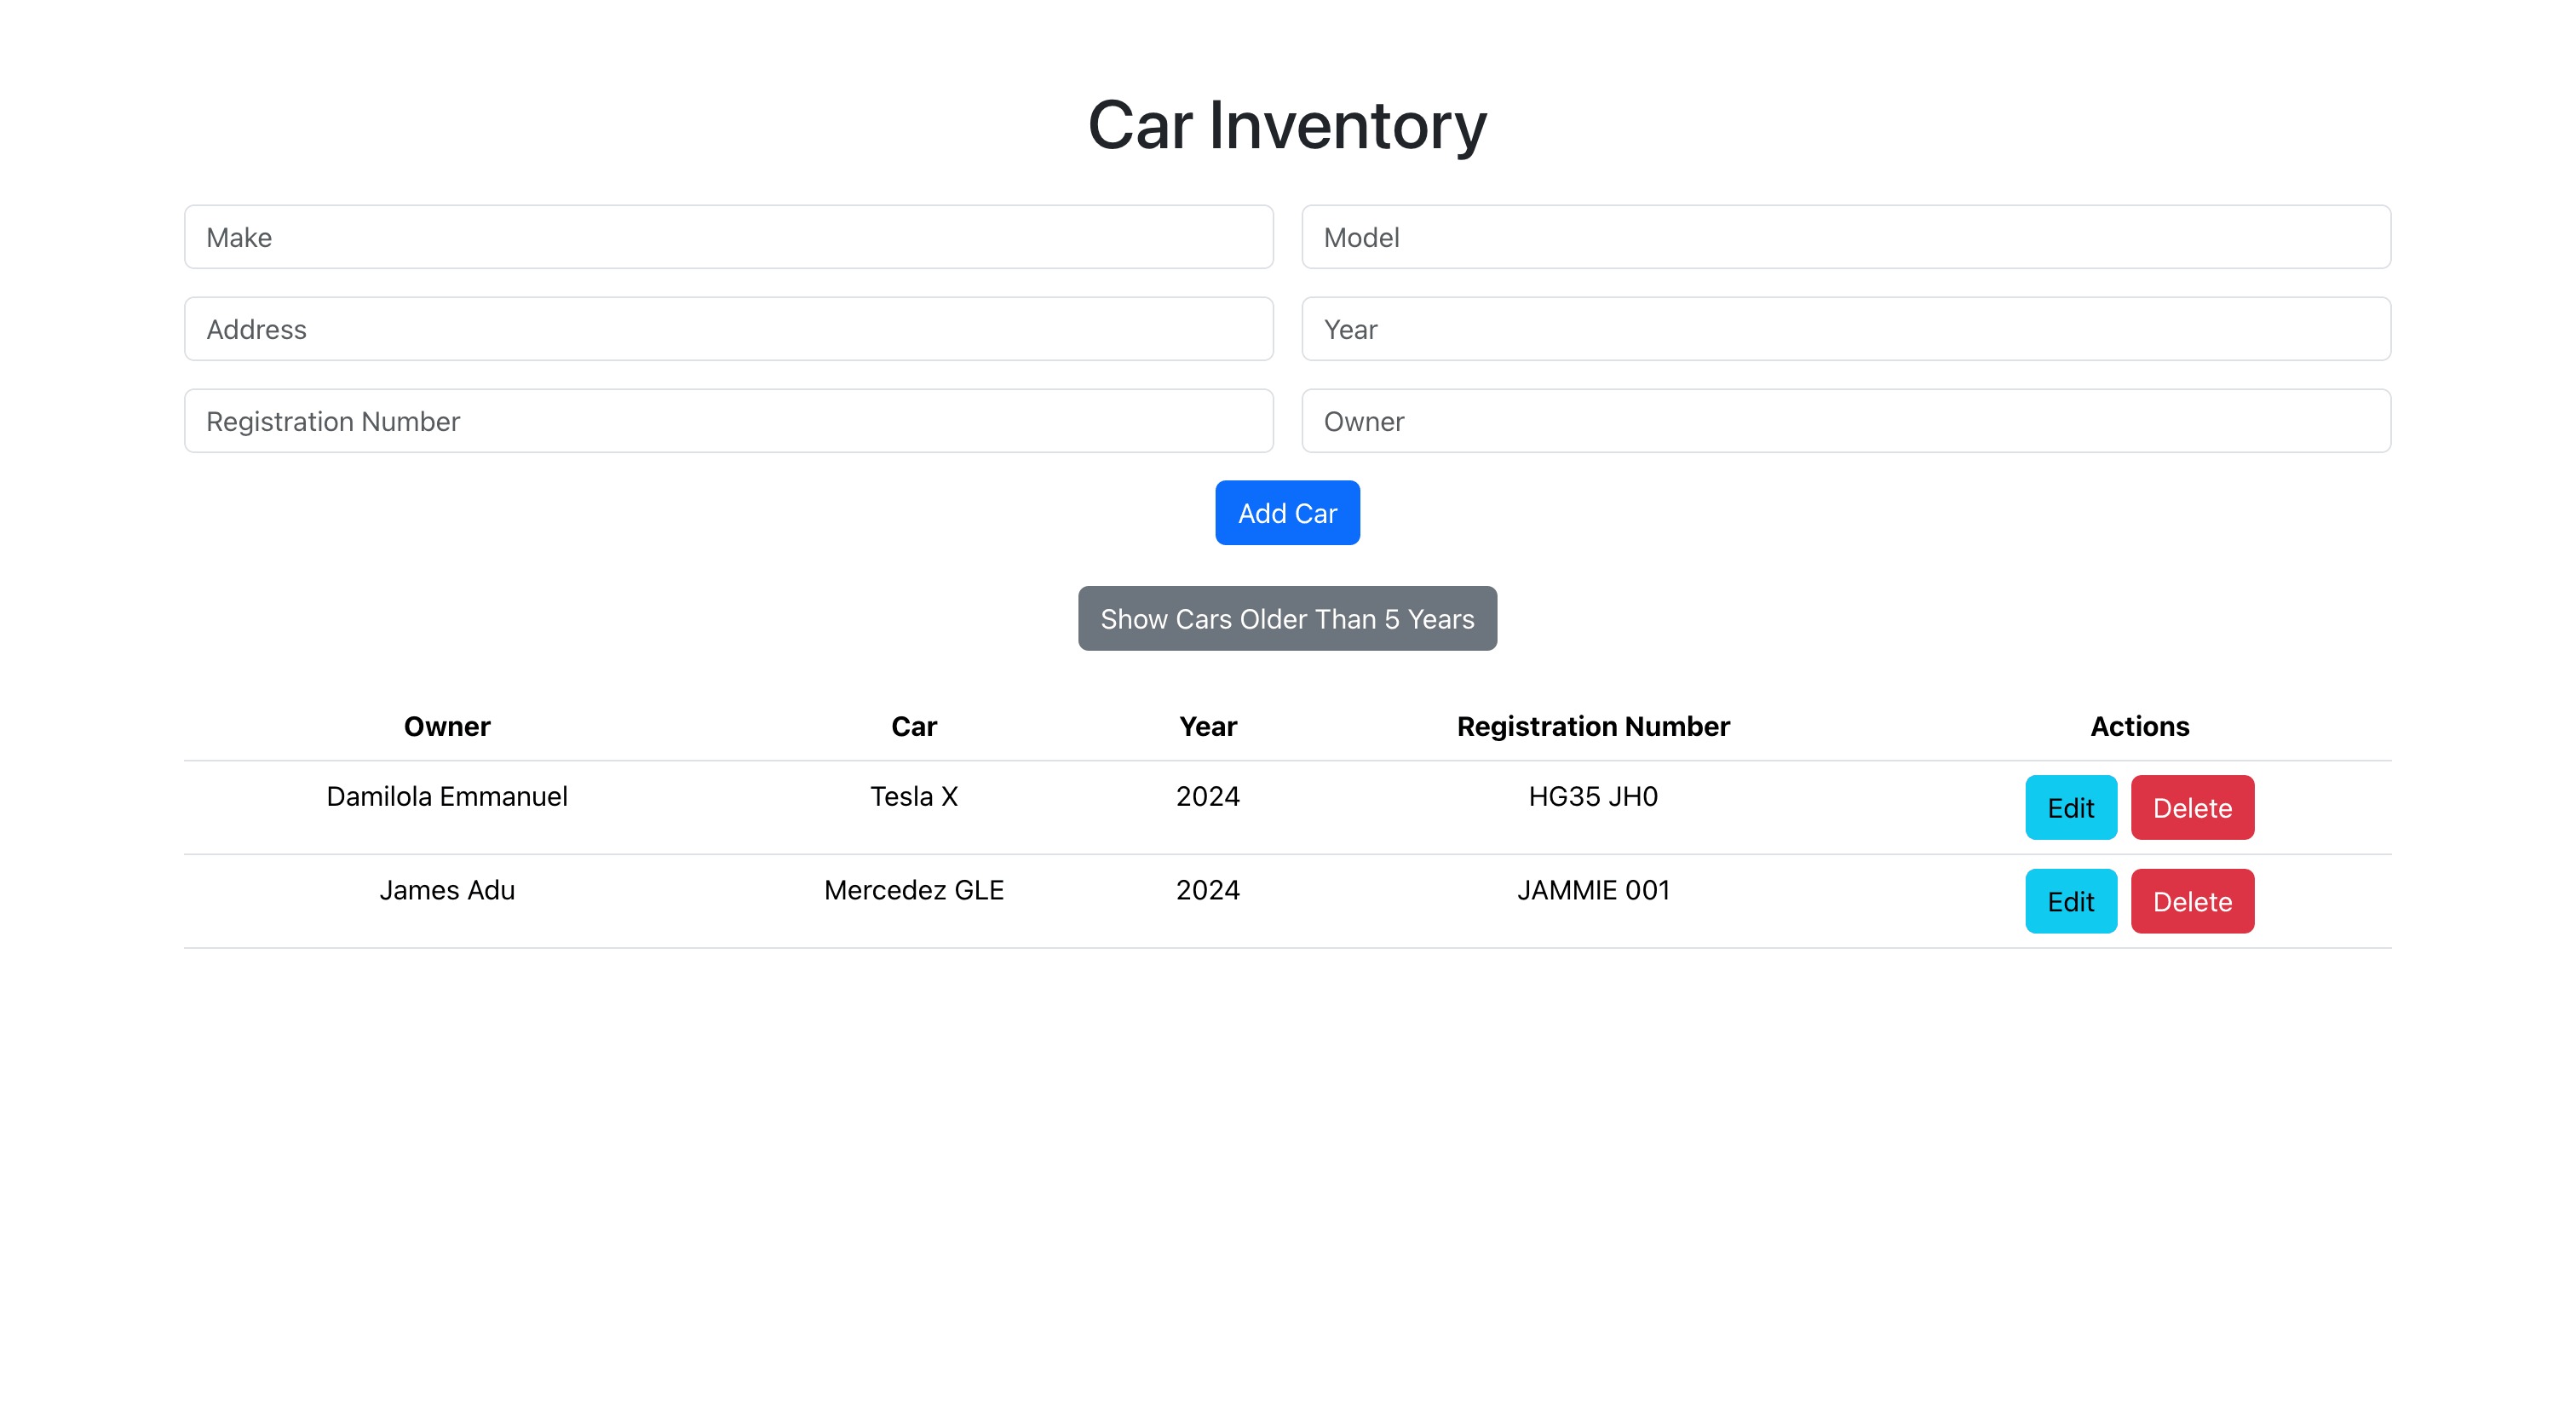 Car Inventory
Make Model
Address Year
Registration Number Owner
Add Car
Show Cars Older Than 5 Years
Owner Car Year Registration Number Actions
Damilola Emmanuel Tesla X 2024 HG35 JH0 Edit Delete
James Adu Mercedez GLE 2024 JAMMIE 001 Edit Delete